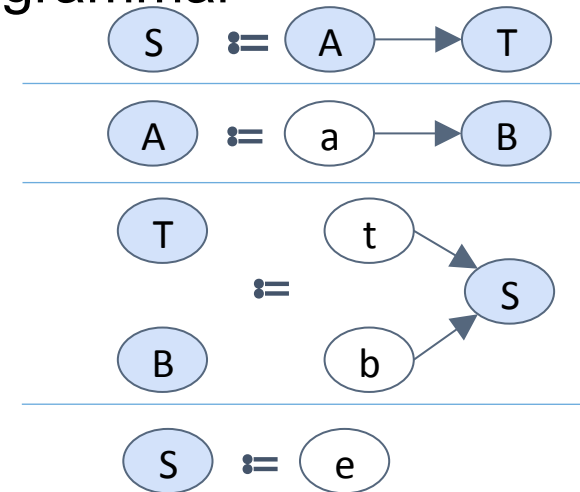 grammar
S ::= A T
A ::= a B
T t
::= S
B b
S ::= e